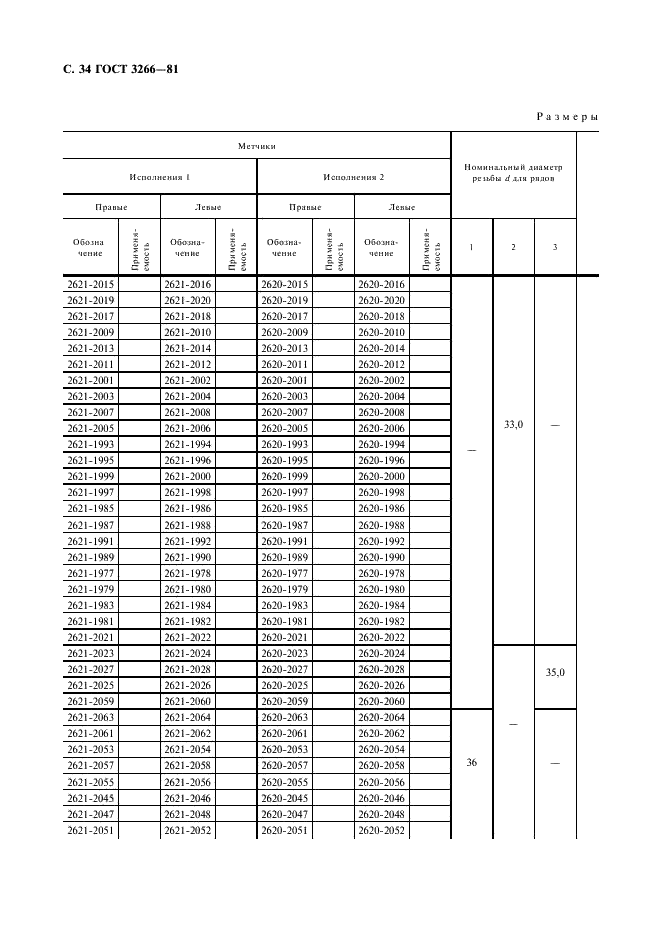 С. 34 ГОСТ 3266—81
Размеры
Метчики
Номинальный диаметр
резьбы d для рядов
Исполнения 1
Исполнения 2
Правые
Левые
Правые
Левые
Обозна
чение
Применя-
емость
Обозна-
чение
Применя-
емость
Обозна-
чение
Применя-
емость
Обозна-
чение
Применя-
емость
1
2
3
2621-2015 2621-2016 2620-2015 2620-2016
2621-2019 2621-2020 2620-2019 2620-2020
2621-2017 2621-2018 2620-2017 2620-2018
2621-2009 2621-2010 2620-2009 2620-2010
2621-2013 2621-2014 2620-2013 2620-2014
2621-2011 2621-2012 2620-2011 2620-2012
2621-2001 2621-2002 2620-2001 2620-2002
2621-2003 2621-2004 2620-2003 2620-2004
2621-2007 2621-2008 2620-2007 2620-2008
2621-2005 2621-2006 2620-2005 2620-2006 33,0 —
2621-1993 2621-1994 2620-1993 2620-1994 —
2621-1995 2621-1996 2620-1995 2620-1996
2621-1999 2621-2000 2620-1999 2620-2000
2621-1997 2621-1998 2620-1997 2620-1998
2621-1985 2621-1986 2620-1985 2620-1986
2621-1987 2621-1988 2620-1987 2620-1988
2621-1991 2621-1992 2620-1991 2620-1992
2621-1989 2621-1990 2620-1989 2620-1990
2621-1977 2621-1978 2620-1977 2620-1978
2621-1979 2621-1980 2620-1979 2620-1980
2621-1983 2621-1984 2620-1983 2620-1984
2621-1981 2621-1982 2620-1981 2620-1982
2621-2021 2621-2022 2620-2021 2620-2022
2621-2023 2621-2024 2620-2023 2620-2024
2621-2027 2621-2028 2620-2027 2620-2028 35,0
2621-2025 2621-2026 2620-2025 2620-2026
2621-2059 2621-2060 2620-2059 2620-2060
2621-2063 2621-2064 2620-2063 2620-2064 —
2621-2061 2621-2062 2620-2061 2620-2062
2621-2053 2621-2054 2620-2053 2620-2054
2621-2057 2621-2058 2620-2057 2620-2058 36 —
2621-2055 2621-2056 2620-2055 2620-2056
2621-2045 2621-2046 2620-2045 2620-2046
2621-2047 2621-2048 2620-2047 2620-2048
2621-2051 2621-2052 2620-2051 2620-2052